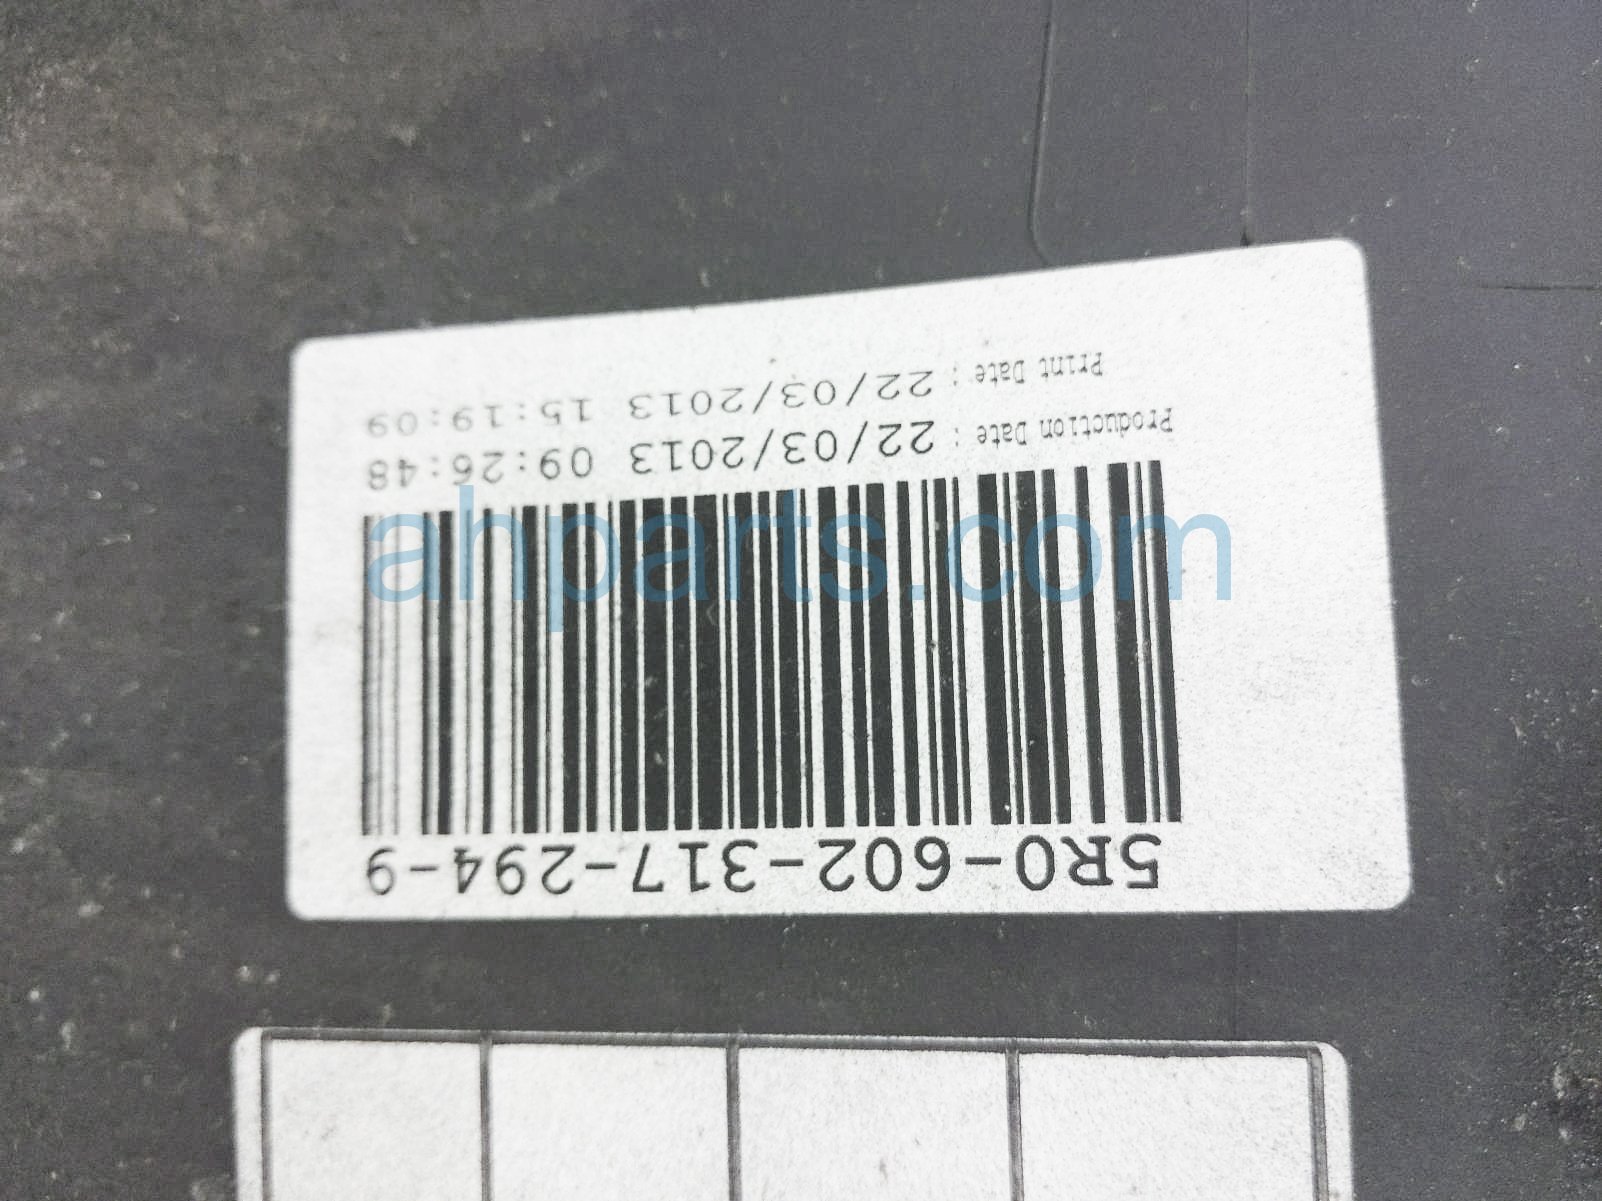 5R0-602-317-294-9
Production Date : 22/03/2013 09:26:48
Print Date : 22/03/2013 15:19:09
ahparts.com